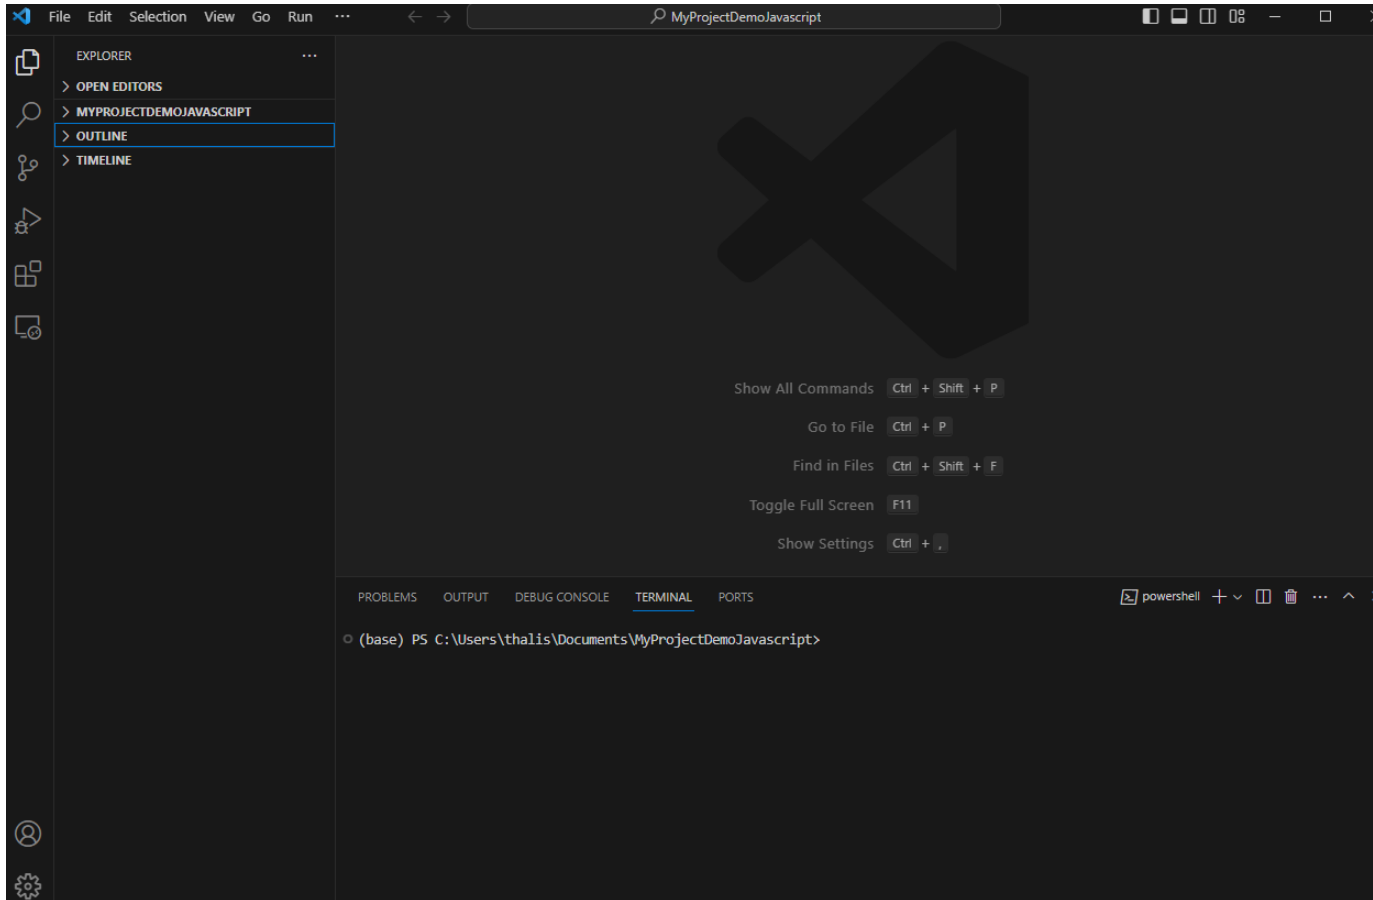 File Edit Selection View Go Run ··· MyProjectDemoJavascript
EXPLORER ···
OPEN EDITORS
MYPROJECTDEMOJAVASCRIPT
OUTLINE
TIMELINE
Show All Commands Ctrl + Shift + P
Go to File Ctrl + P
Find in Files Ctrl + Shift + F
Toggle Full Screen F11
Show Settings Ctrl + ,
PROBLEMS OUTPUT DEBUG CONSOLE TERMINAL PORTS powershell ···
(base) PS C:\Users\thalis\Documents\MyProjectDemoJavascript>